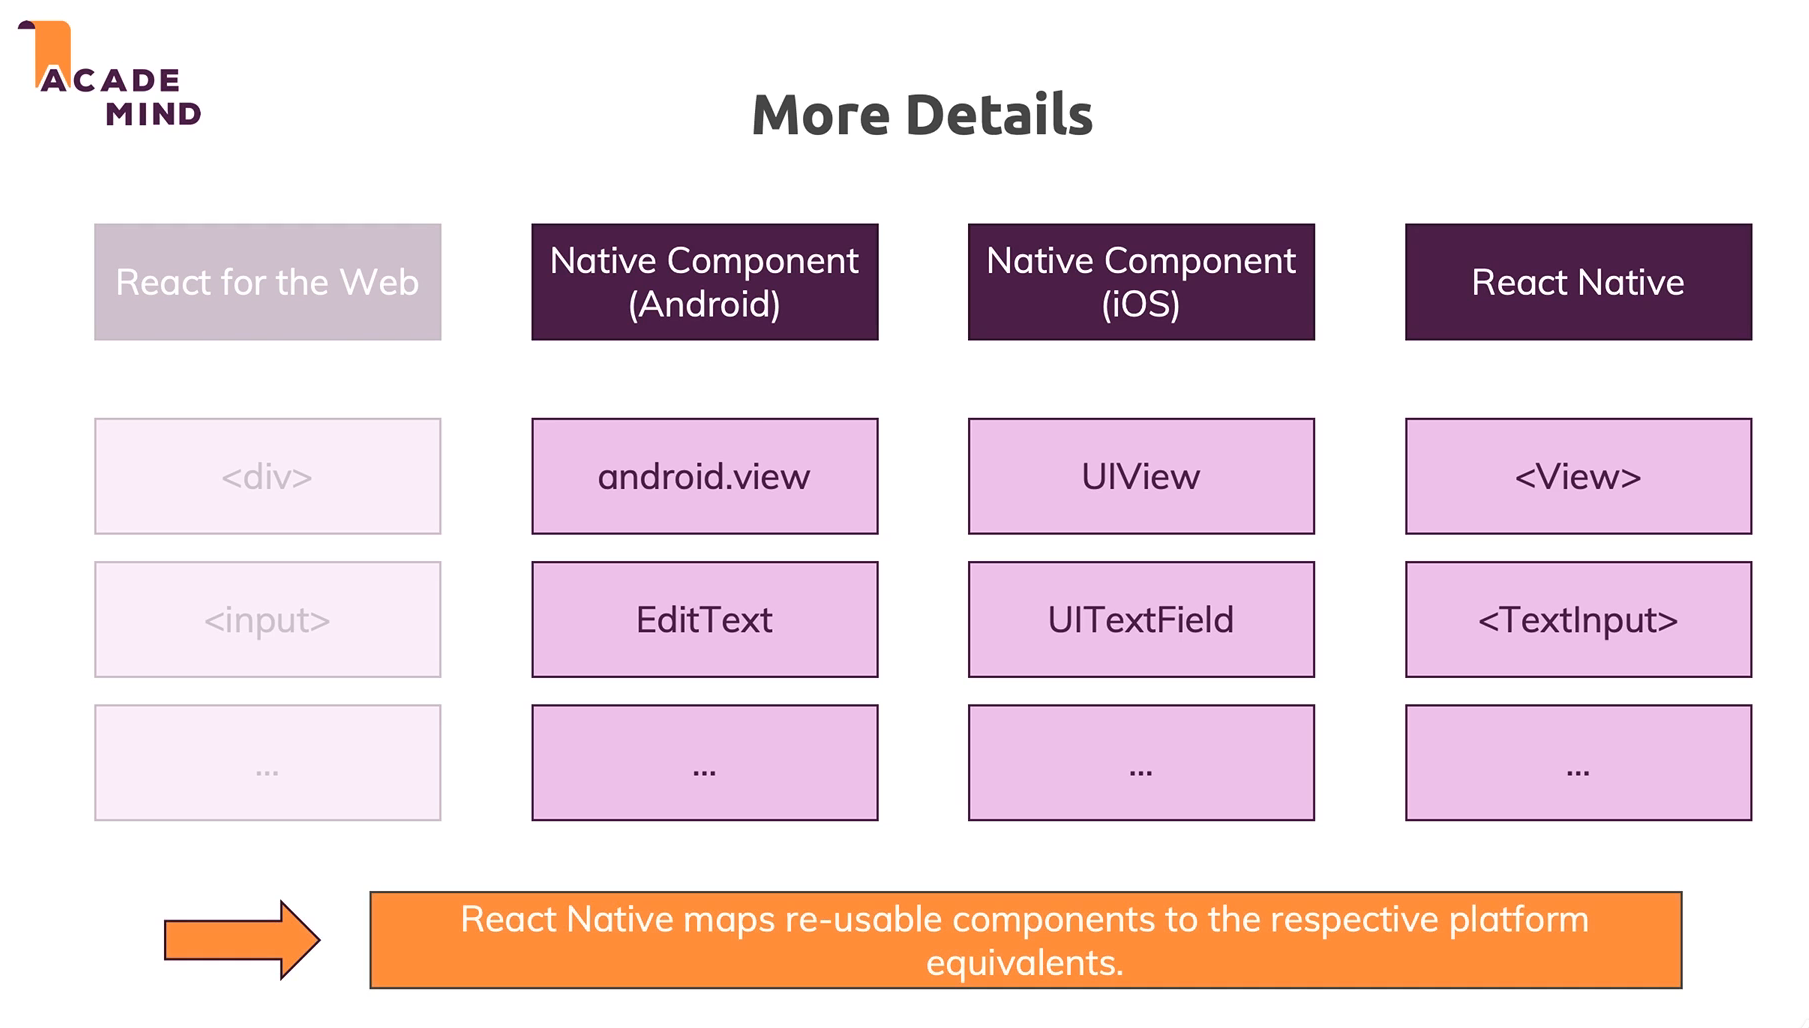 ACADE
MIND
More Details
React for the Web
Native Component
(Android)
Native Component
(iOS)
React Native
<div>
android.view
UIView
<View>
<input>
EditText
UITextField
<TextInput>
...
...
...
...
React Native maps re-usable components to the respective platform
equivalents.